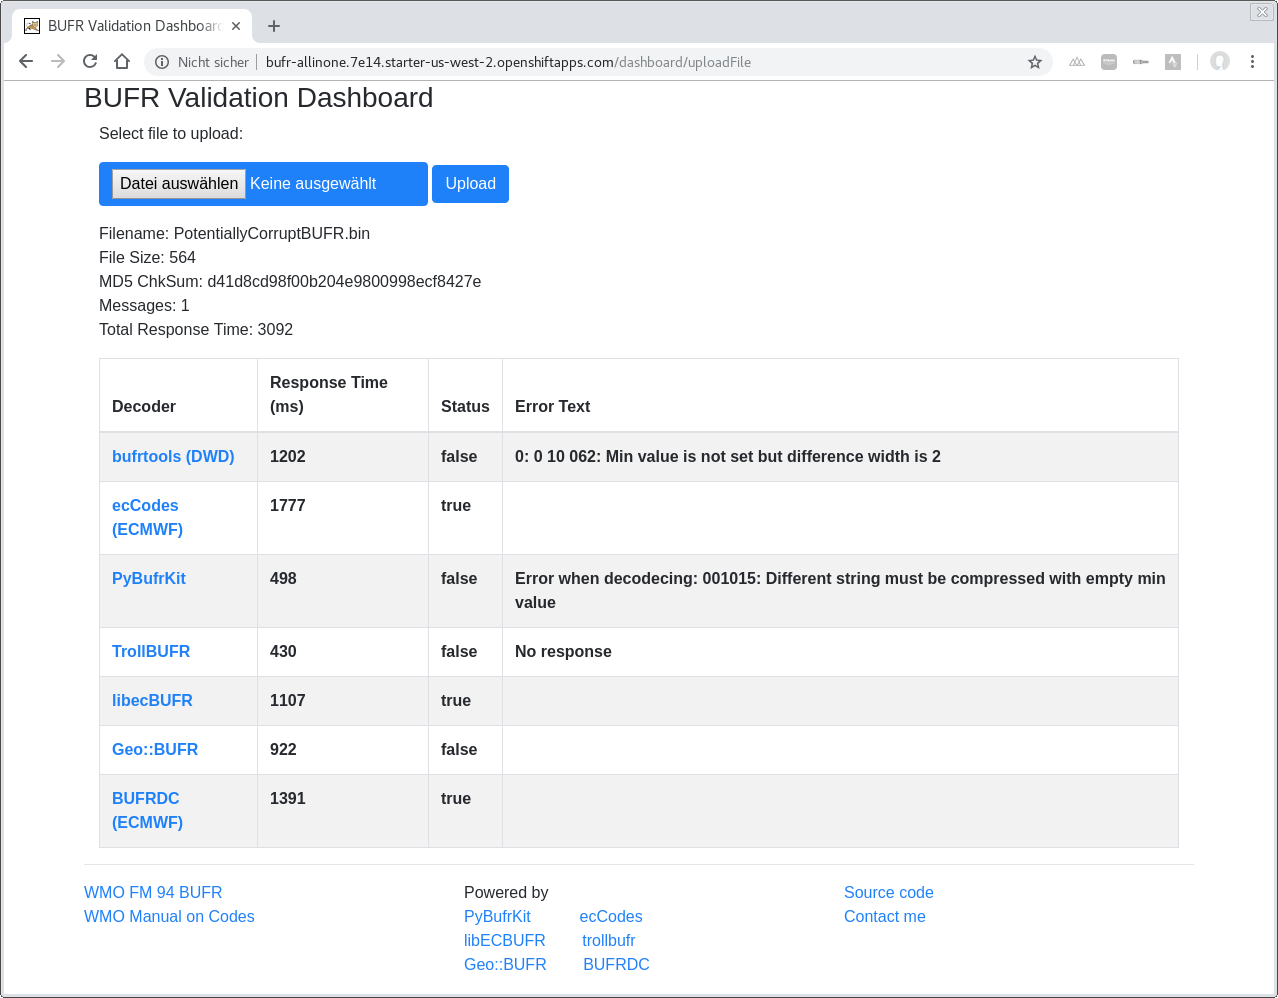 BUFR Validation Dashboard
Nicht sicher | bufr-allinone.7e14.starter-us-west-2.openshiftapps.com/dashboard/uploadFile
BUFR Validation Dashboard
Select file to upload:
Datei auswählen Keine ausgewählt Upload
Filename: PotentiallyCorruptBUFR.bin
File Size: 564
MD5 ChkSum: d41d8cd98f00b204e9800998ecf8427e
Messages: 1
Total Response Time: 3092
Decoder Response Time (ms) Status Error Text
bufrtools (DWD) 1202 false 0: 0 10 062: Min value is not set but difference width is 2
ecCodes (ECMWF) 1777 true
PyBufrKit 498 false Error when decodecing: 001015: Different string must be compressed with empty min value
TrollBUFR 430 false No response
libecBUFR 1107 true
Geo::BUFR 922 false
BUFRDC (ECMWF) 1391 true
WMO FM 94 BUFR
WMO Manual on Codes
Powered by
PyBufrKit ecCodes
libECBUFR trollbufr
Geo::BUFR BUFRDC
Source code
Contact me